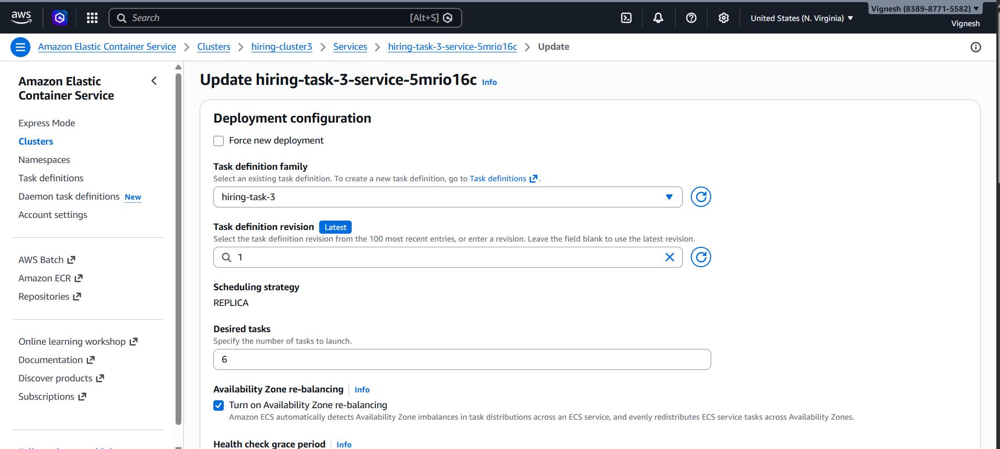 aws
Search
[Alt+S]
United States (N. Virginia)
Vignesh (8389-8771-5582)
Vignesh
Amazon Elastic Container Service
Clusters
hiring-cluster3
Services
hiring-task-3-service-5mrio16c
Update
Amazon Elastic
Container Service
Express Mode
Clusters
Namespaces
Task definitions
Daemon task definitions New
Account settings
AWS Batch
Amazon ECR
Repositories
Online learning workshop
Documentation
Discover products
Subscriptions
Update hiring-task-3-service-5mrio16c Info
Deployment configuration
Force new deployment
Task definition family
Select an existing task definition. To create a new task definition, go to Task definitions.
hiring-task-3
Task definition revision Latest
Select the task definition revision from the 100 most recent entries, or enter a revision. Leave the field blank to use the latest revision.
1
Scheduling strategy
REPLICA
Desired tasks
Specify the number of tasks to launch.
6
Availability Zone re-balancing Info
Turn on Availability Zone re-balancing
Amazon ECS automatically detects Availability Zone imbalances in task distributions across an ECS service, and evenly redistributes ECS service tasks across Availability Zones.
Health check grace period Info